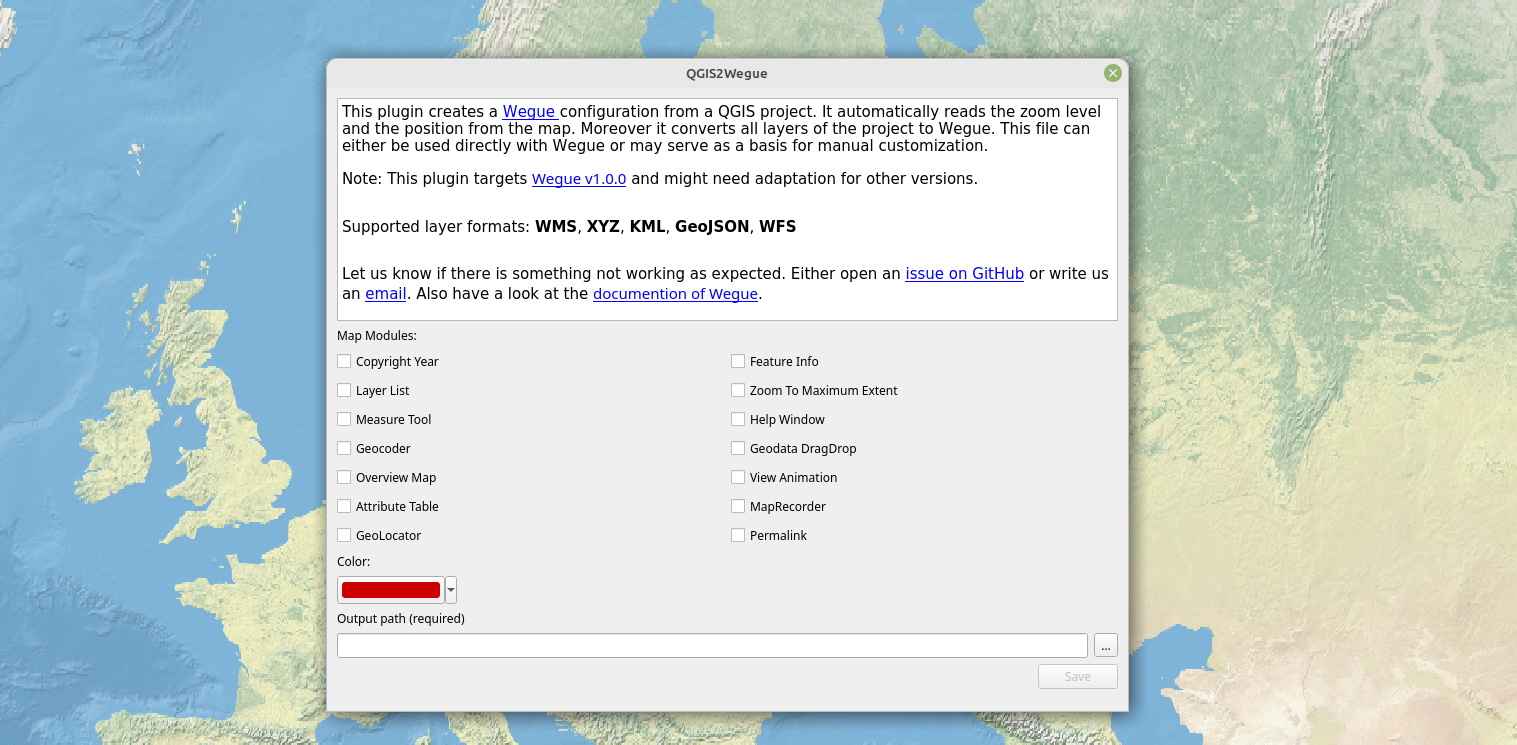 QGIS2Wegue
This plugin creates a Wegue configuration from a QGIS project. It automatically reads the zoom level
and the position from the map. Moreover it converts all layers of the project to Wegue. This file can
either be used directly with Wegue or may serve as a basis for manual customization.
Note: This plugin targets Wegue v1.0.0 and might need adaptation for other versions.
Supported layer formats: WMS, XYZ, KML, GeoJSON, WFS
Let us know if there is something not working as expected. Either open an issue on GitHub or write us
an email. Also have a look at the documention of Wegue.
Map Modules:
Copyright Year
Feature Info
Layer List
Zoom To Maximum Extent
Measure Tool
Help Window
Geocoder
Geodata DragDrop
Overview Map
View Animation
Attribute Table
MapRecorder
GeoLocator
Permalink
Color:
Output path (required)
...
Save